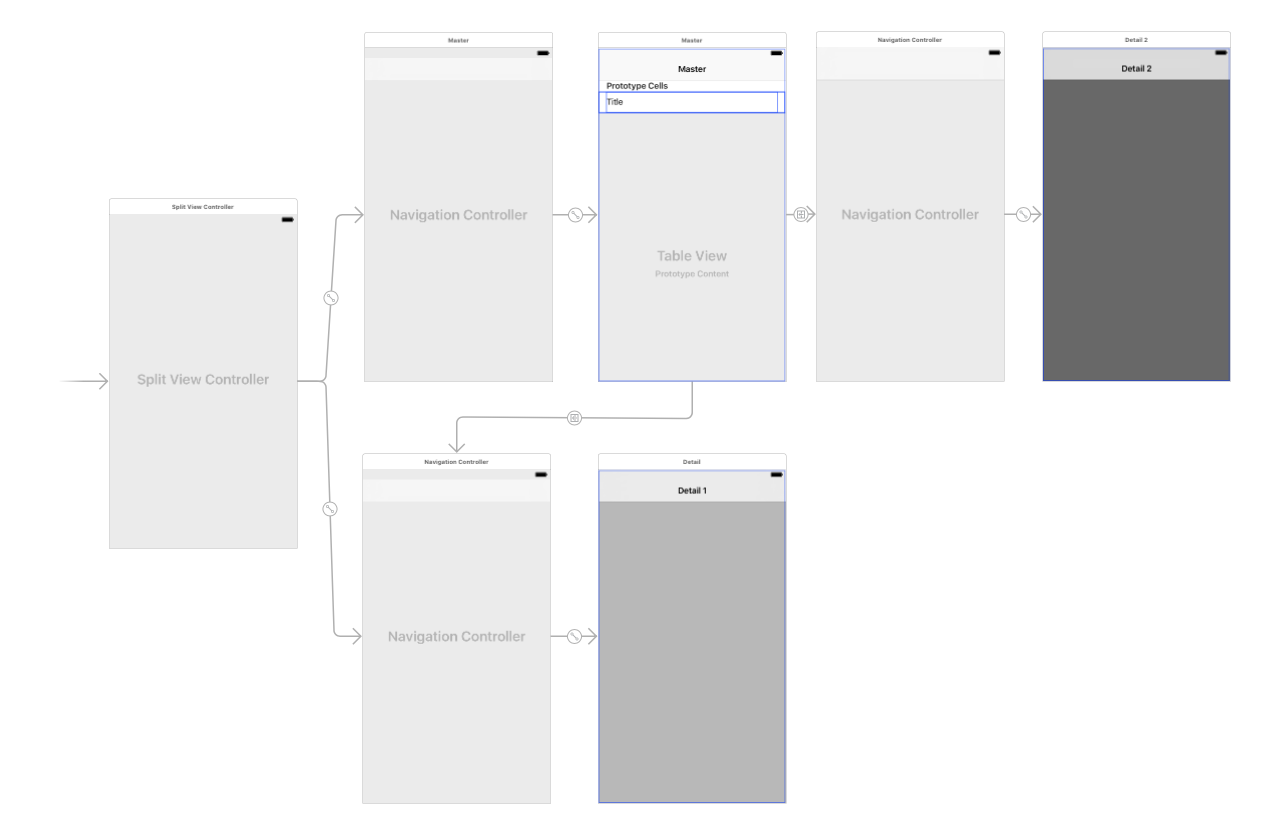 Master
Navigation Controller
Master
Master
Prototype Cells
Title
Table View
Prototype Content
Navigation Controller
Navigation Controller
Detail 2
Detail 2
Split View Controller
Split View Controller
Navigation Controller
Navigation Controller
Detail
Detail 1